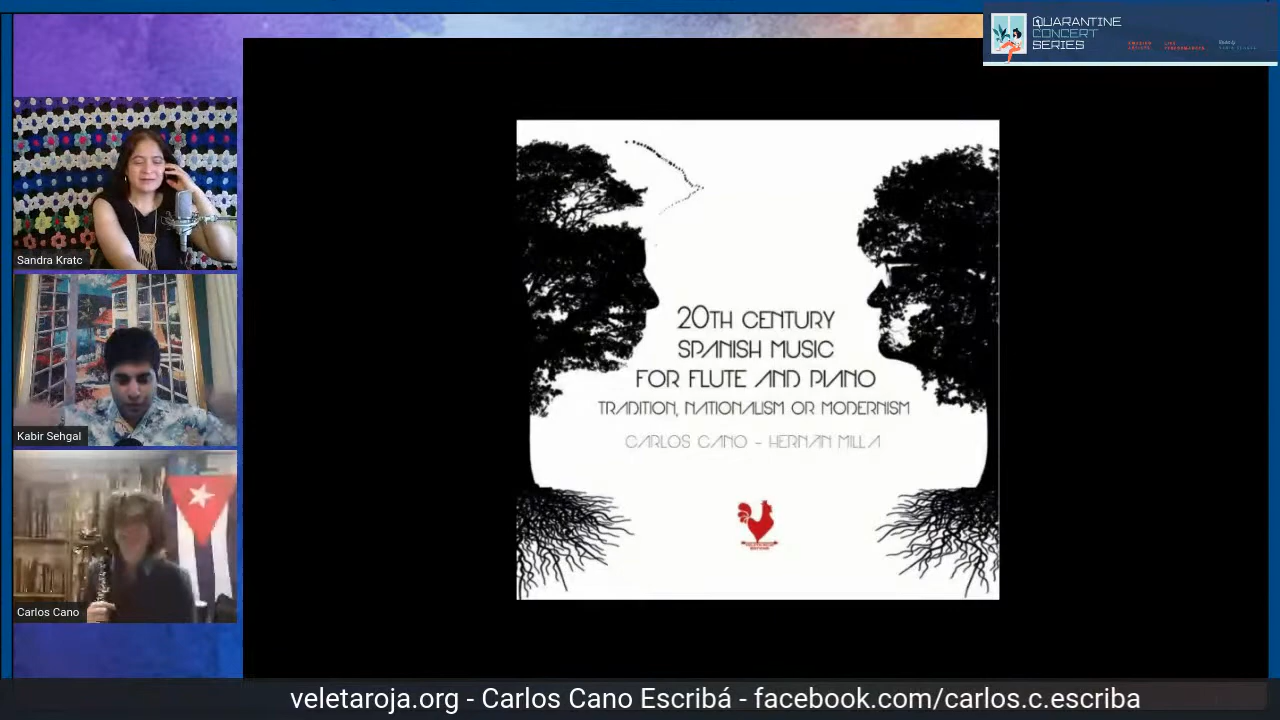 QUARANTINE
CONCERT
SERIES
Sandra Kratc
Kabir Sehgal
Carlos Cano
20TH CENTURY
SPANISH MUSIC
FOR FLUTE AND PIANO
TRADITION, NATIONALISM OR MODERNISM
CARLOS CANO - HERNÁN MILLA
veletaroja.org - Carlos Cano Escribá - facebook.com/carlos.c.escriba